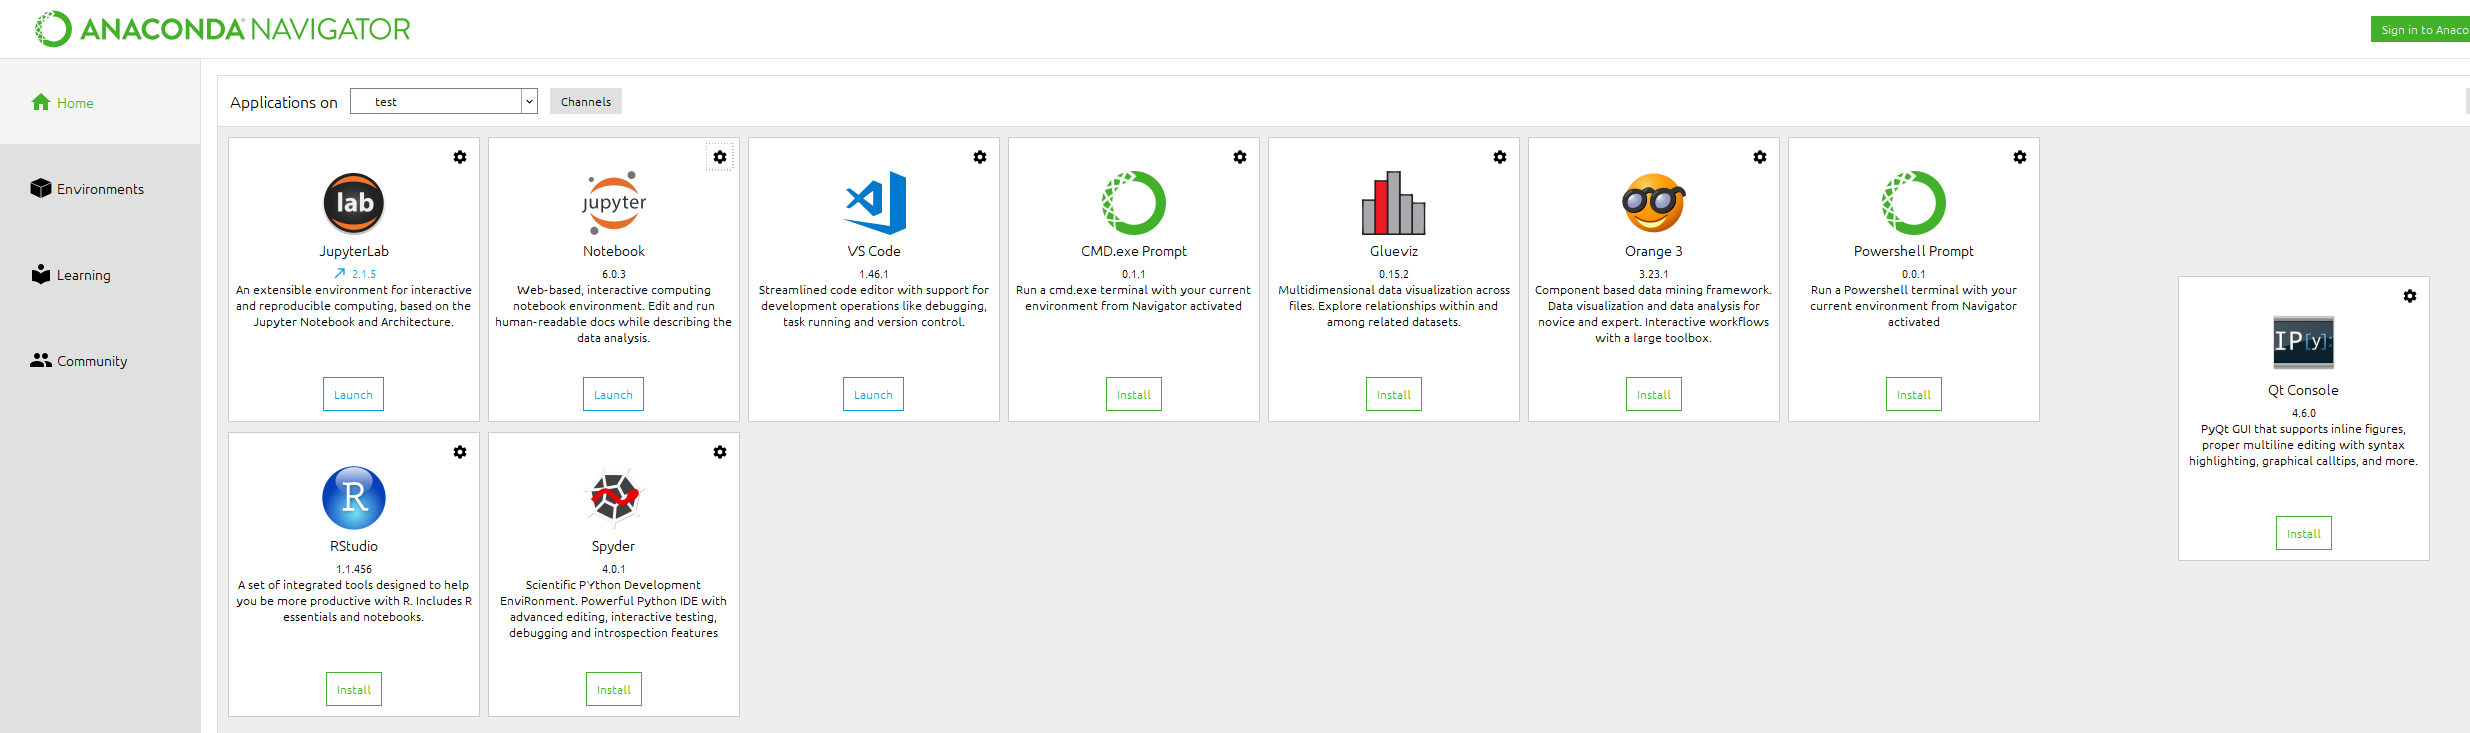 ANACONDA NAVIGATOR
Sign in to Anaco
Home
Environments
Learning
Community
Applications on
test
Channels
lab
JupyterLab
2.1.5
An extensible environment for interactive
and reproducible computing, based on the
Jupyter Notebook and Architecture.
Launch
jupyter
Notebook
6.0.3
Web-based, interactive computing
notebook environment. Edit and run
human-readable docs while describing the
data analysis.
Launch
VS Code
1.46.1
Streamlined code editor with support for
development operations like debugging,
task running and version control.
Launch
CMD.exe Prompt
0.1.1
Run a cmd.exe terminal with your current
environment from Navigator activated
Install
Glueviz
0.15.2
Multidimensional data visualization across
files. Explore relationships within and
among related datasets.
Install
Orange 3
3.23.1
Component based data mining framework.
Data visualization and data analysis for
novice and expert. Interactive workflows
with a large toolbox.
Install
Powershell Prompt
0.0.1
Run a Powershell terminal with your
current environment from Navigator
activated
Install
IP[y]:
Qt Console
4.6.0
PyQt GUI that supports inline figures,
proper multiline editing with syntax
highlighting, graphical calltips, and more.
Install
R
RStudio
1.1.456
A set of integrated tools designed to help
you be more productive with R. Includes R
essentials and notebooks.
Install
Spyder
4.0.1
Scientific PYthon Development
EnviRonment. Powerful Python IDE with
advanced editing, interactive testing,
debugging and introspection features
Install